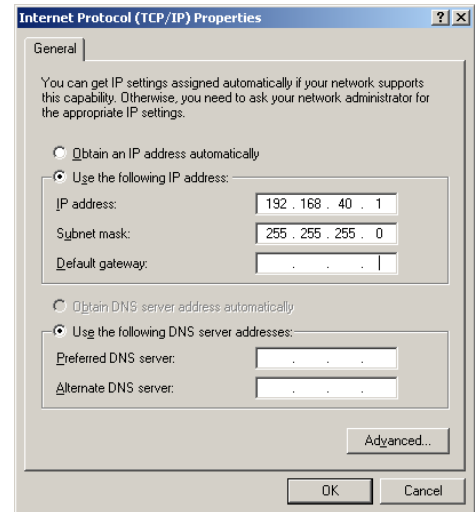 Internet Protocol (TCP/IP) Properties
General
You can get IP settings assigned automatically if your network supports
this capability. Otherwise, you need to ask your network administrator for
the appropriate IP settings.
Obtain an IP address automatically
Use the following IP address:
IP address: 192 . 168 . 40 . 1
Subnet mask: 255 . 255 . 255 . 0
Default gateway: . . .
Obtain DNS server address automatically
Use the following DNS server addresses:
Preferred DNS server: . . .
Alternate DNS server: . . .
Advanced...
OK Cancel